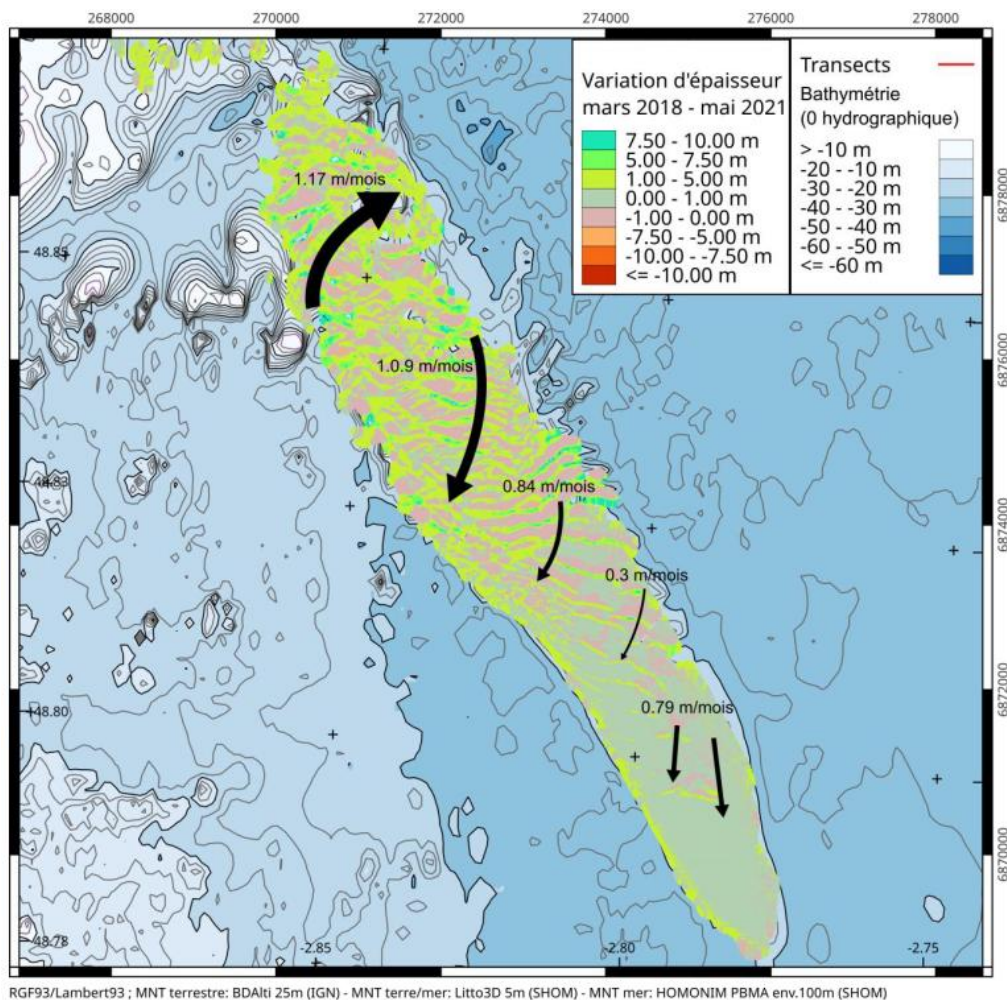 268000 270000 272000 274000 276000 278000
Variation d'épaisseur
mars 2018 - mai 2021
7.50 - 10.00 m
5.00 - 7.50 m
1.00 - 5.00 m
0.00 - 1.00 m
-1.00 - 0.00 m
-7.50 - -5.00 m
-10.00 - -7.50 m
<= -10.00 m
Transects
Bathymétrie
(0 hydrographique)
> -10 m
-20 - -10 m
-30 - -20 m
-40 - -30 m
-50 - -40 m
-60 - -50 m
<= -60 m
6878000
1.17 m/mois
48.85
6876000
1.0.9 m/mois
48.83
0.84 m/mois
6874000
0.3 m/mois
6872000
48.80
0.79 m/mois
6870000
48.78
-2.85 -2.80 -2.75
RGF93/Lambert93 ; MNT terrestre: BDAlti 25m (IGN) - MNT terre/mer: Litto3D 5m (SHOM) - MNT mer: HOMONIM PBMA env.100m (SHOM)